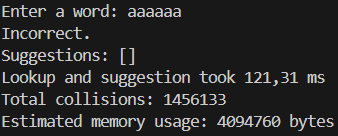 Enter a word: aaaaaa
Incorrect.
Suggestions: []
Lookup and suggestion took 121,31 ms
Total collisions: 1456133
Estimated memory usage: 4094760 bytes